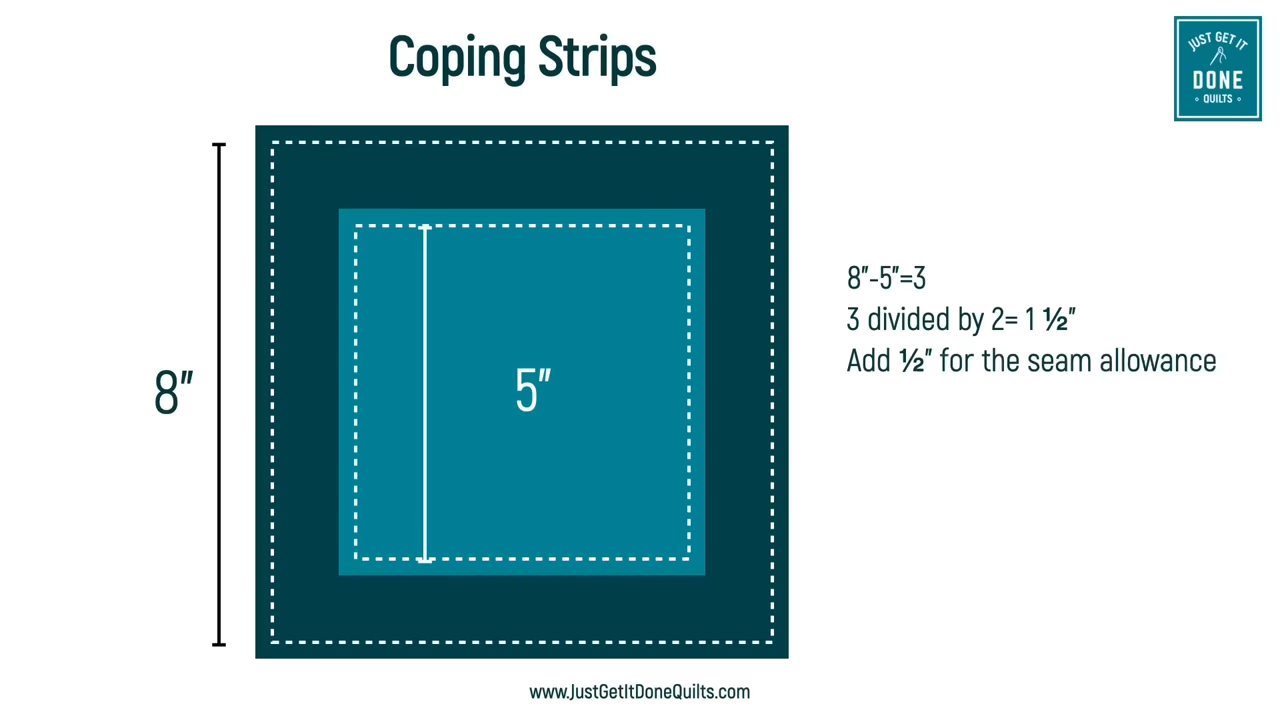 Coping Strips
JUST GET IT
DONE
QUILTS
8"-5"=3
3 divided by 2= 1 ½"
Add ½" for the seam allowance
8"
5"
www.JustGetItDoneQuilts.com